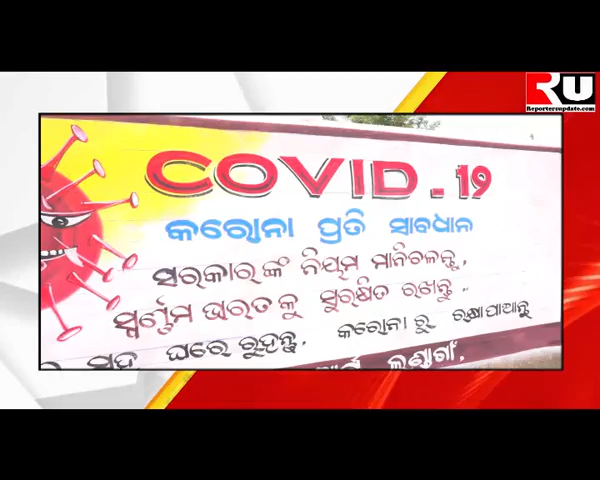 RU
Reportersupdate.com
COVID.19
କରୋନା ପ୍ରତି ସାବଧାନ
ସରକାରଙ୍କ ନିୟମ ମାନିଚଳନ୍ତୁ,
ସ୍ୱର୍ଣ୍ଣିମ ଭାରତକୁ ସୁରକ୍ଷିତ ରଖନ୍ତୁ..
ଘରେ ରୁହନ୍ତୁ, କରୋନା ରୁ ରକ୍ଷା ପାଆନ୍ତୁ